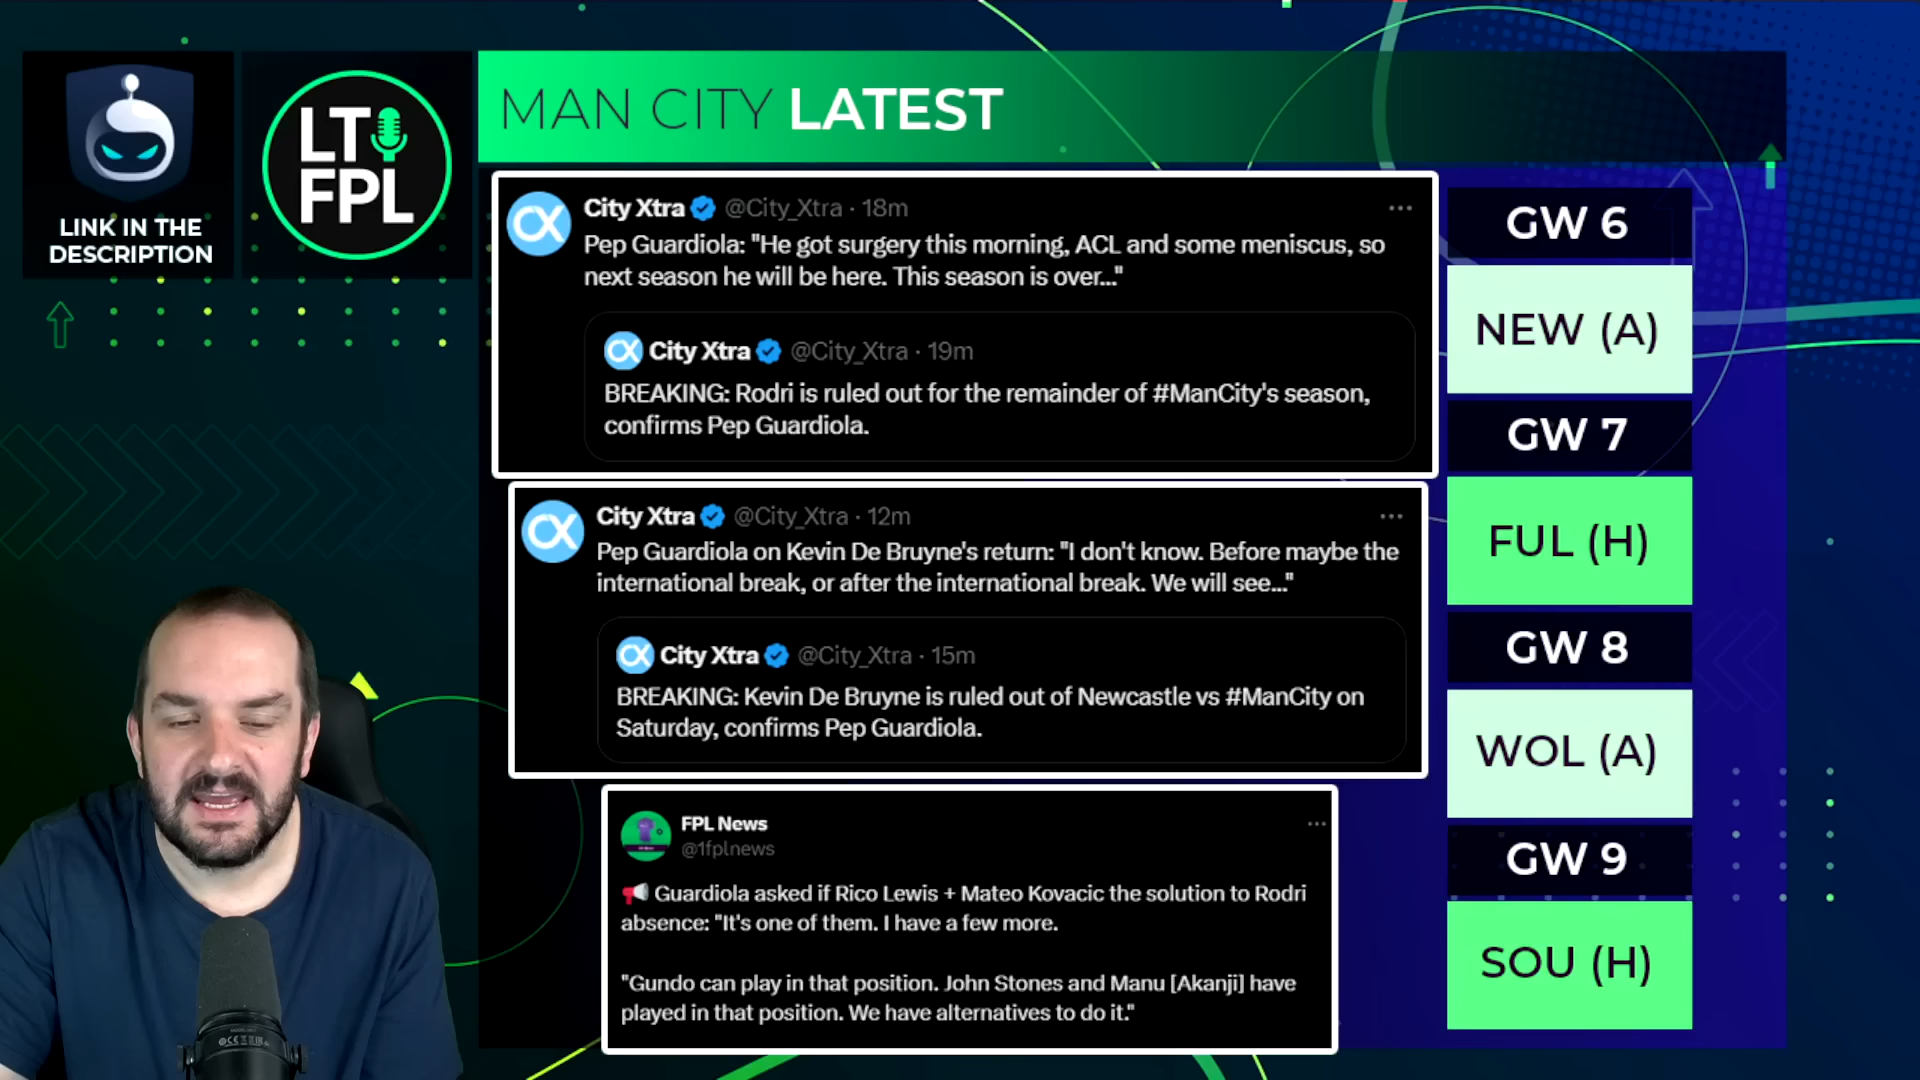 LINK IN THE
DESCRIPTION
LT
FPL
MAN CITY LATEST
City Xtra @City_Xtra · 18m
Pep Guardiola: "He got surgery this morning, ACL and some meniscus, so
next season he will be here. This season is over..."
City Xtra @City_Xtra · 19m
BREAKING: Rodri is ruled out for the remainder of #ManCity's season,
confirms Pep Guardiola.
City Xtra @City_Xtra · 12m
Pep Guardiola on Kevin De Bruyne's return: "I don't know. Before maybe the
international break, or after the international break. We will see..."
City Xtra @City_Xtra · 15m
BREAKING: Kevin De Bruyne is ruled out of Newcastle vs #ManCity on
Saturday, confirms Pep Guardiola.
FPL News
@1fplnews
Guardiola asked if Rico Lewis + Mateo Kovacic the solution to Rodri
absence: "It's one of them. I have a few more.
"Gundo can play in that position. John Stones and Manu [Akanji] have
played in that position. We have alternatives to do it."
GW 6
NEW (A)
GW 7
FUL (H)
GW 8
WOL (A)
GW 9
SOU (H)